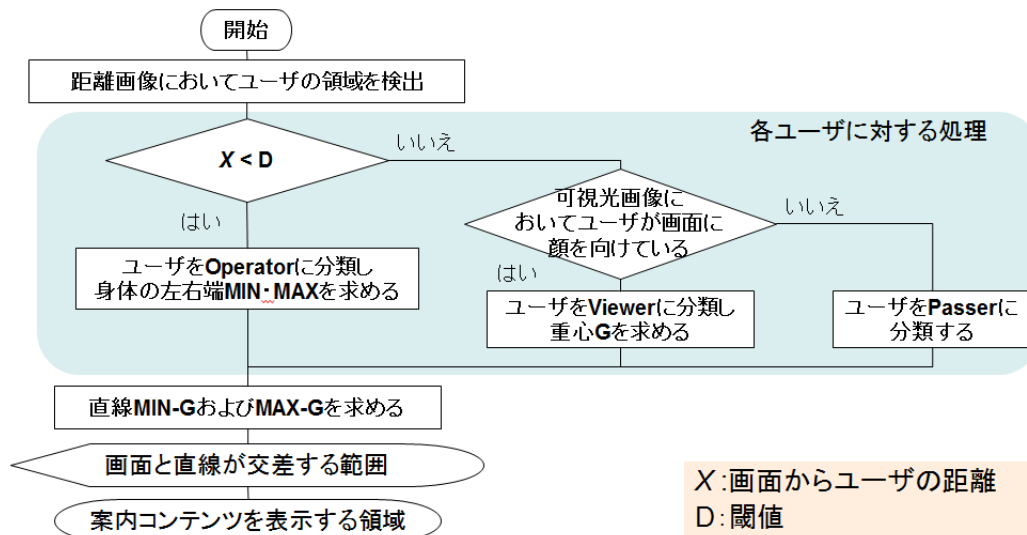 開始
距離画像においてユーザの領域を検出
各ユーザに対する処理
X < D
いいえ
はい
可視光画像に
おいてユーザが画面に
顔を向けている
いいえ
はい
ユーザをOperatorに分類し
身体の左右端MIN・MAXを求める
ユーザをViewerに分類し
重心Gを求める
ユーザをPasserに
分類する
直線MIN-GおよびMAX-Gを求める
画面と直線が交差する範囲
案内コンテンツを表示する領域
X:画面からユーザの距離
D:閾値